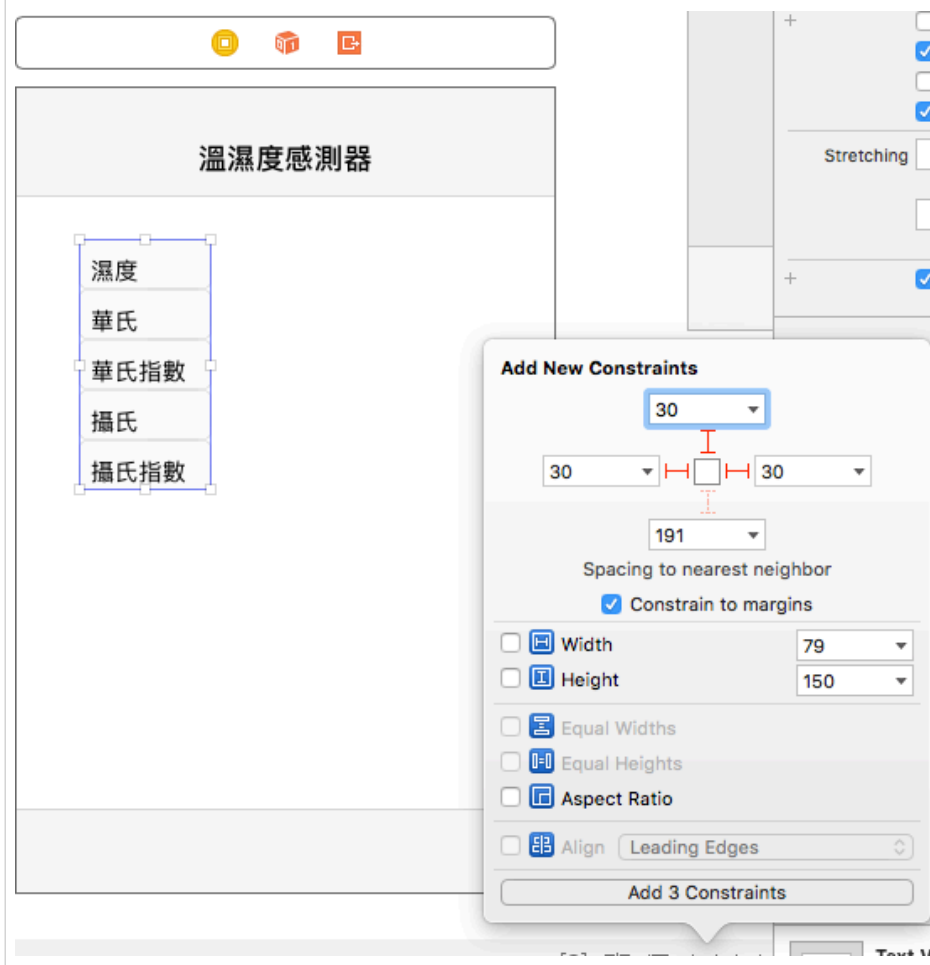 溫濕度感測器
濕度
華氏
華氏指數
攝氏
攝氏指數
Stretching
Add New Constraints
30
30
30
191
Spacing to nearest neighbor
Constrain to margins
Width
79
Height
150
Equal Widths
Equal Heights
Aspect Ratio
Align
Leading Edges
Add 3 Constraints
Text